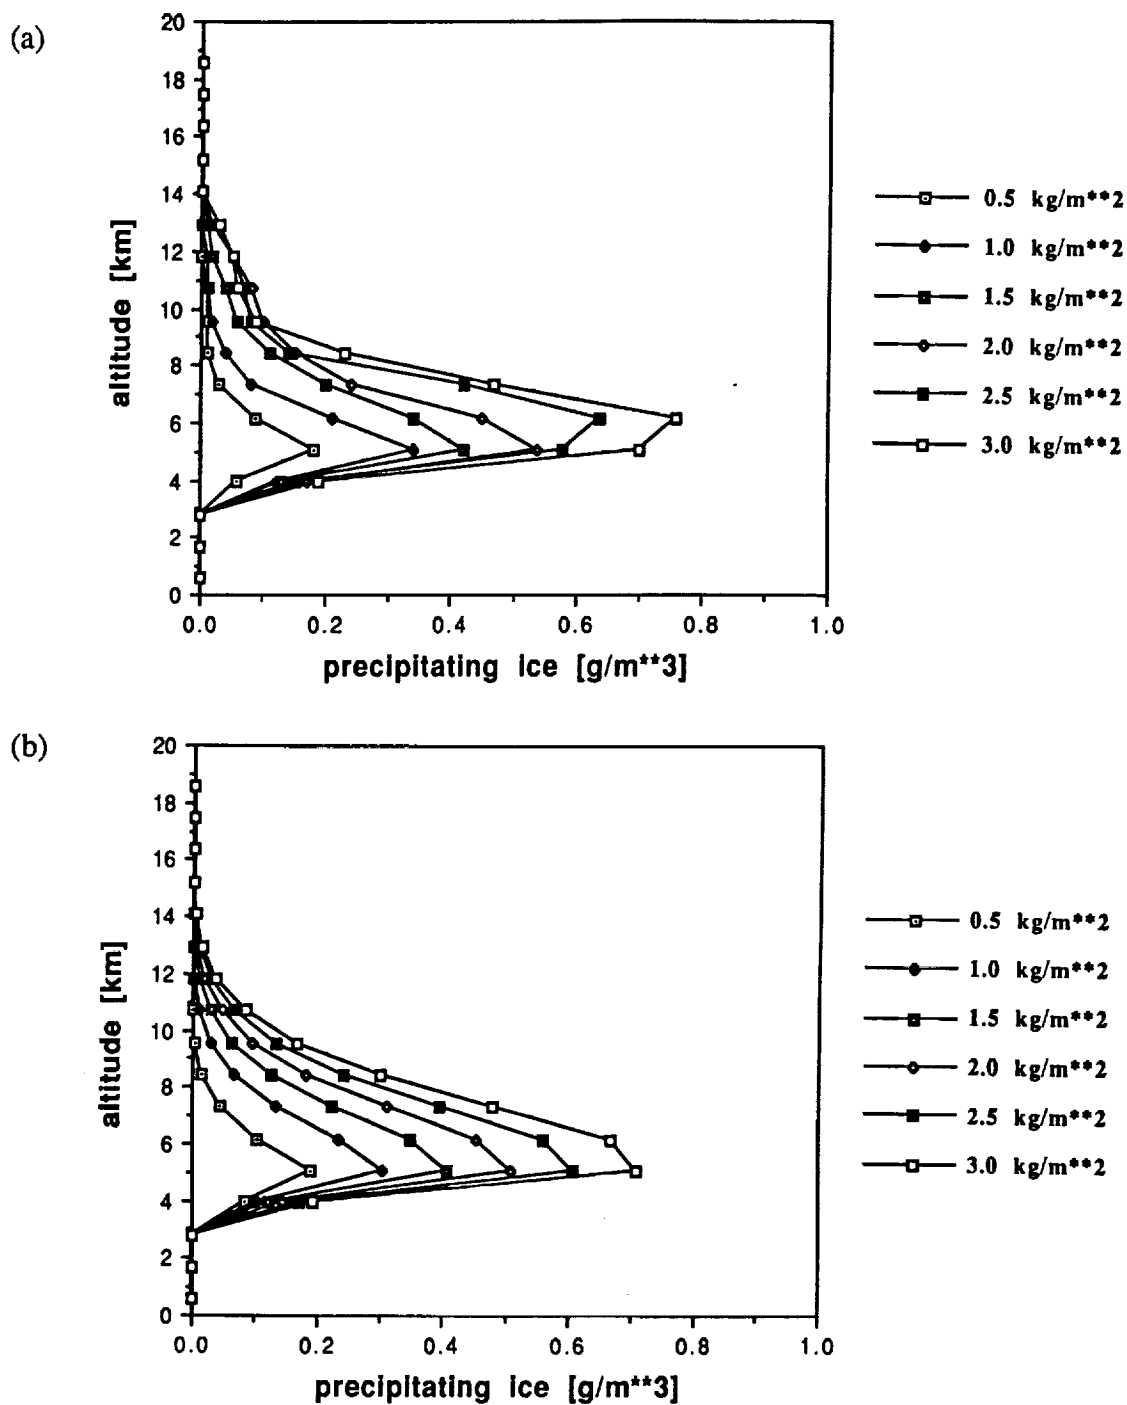 (a)
20
18
16
14
12
10
8
6
4
2
0
altitude [km]
0.0 0.2 0.4 0.6 0.8 1.0
precipitating ice [g/m**3]
0.5 kg/m**2
1.0 kg/m**2
1.5 kg/m**2
2.0 kg/m**2
2.5 kg/m**2
3.0 kg/m**2
(b)
20
18
16
14
12
10
8
6
4
2
0
altitude [km]
0.0 0.2 0.4 0.6 0.8 1.0
precipitating ice [g/m**3]
0.5 kg/m**2
1.0 kg/m**2
1.5 kg/m**2
2.0 kg/m**2
2.5 kg/m**2
3.0 kg/m**2